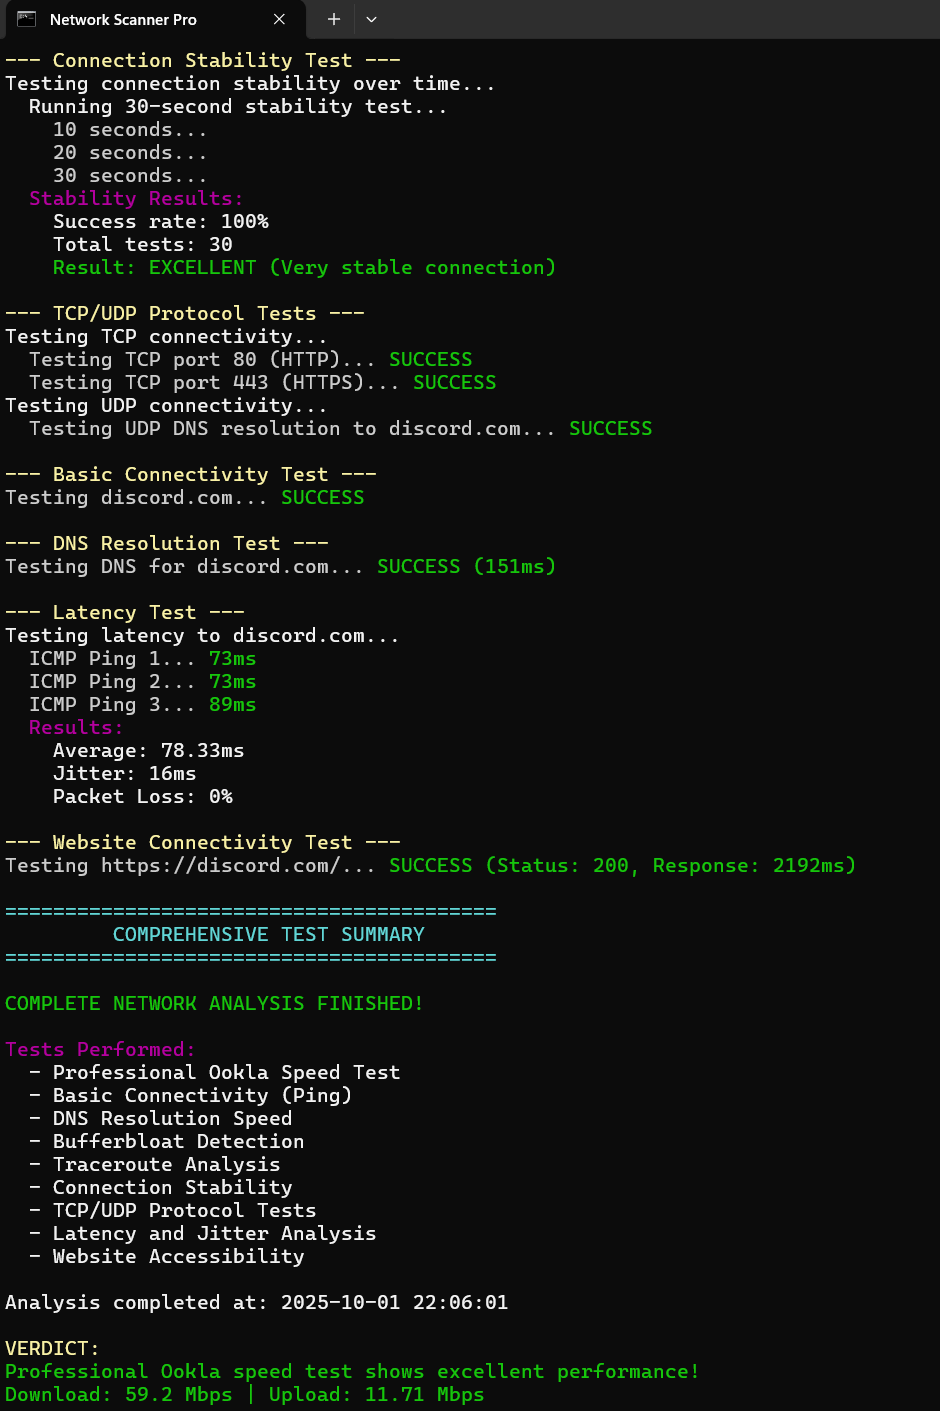 Network Scanner Pro
--- Connection Stability Test ---
Testing connection stability over time...
Running 30-second stability test...
10 seconds...
20 seconds...
30 seconds...
Stability Results:
Success rate: 100%
Total tests: 30
Result: EXCELLENT (Very stable connection)
--- TCP/UDP Protocol Tests ---
Testing TCP connectivity...
Testing TCP port 80 (HTTP)... SUCCESS
Testing TCP port 443 (HTTPS)... SUCCESS
Testing UDP connectivity...
Testing UDP DNS resolution to discord.com... SUCCESS
--- Basic Connectivity Test ---
Testing discord.com... SUCCESS
--- DNS Resolution Test ---
Testing DNS for discord.com... SUCCESS (151ms)
--- Latency Test ---
Testing latency to discord.com...
ICMP Ping 1... 73ms
ICMP Ping 2... 73ms
ICMP Ping 3... 89ms
Results:
Average: 78.33ms
Jitter: 16ms
Packet Loss: 0%
--- Website Connectivity Test ---
Testing https://discord.com/... SUCCESS (Status: 200, Response: 2192ms)
=========================================
COMPREHENSIVE TEST SUMMARY
=========================================
COMPLETE NETWORK ANALYSIS FINISHED!
Tests Performed:
- Professional Ookla Speed Test
- Basic Connectivity (Ping)
- DNS Resolution Speed
- Bufferbloat Detection
- Traceroute Analysis
- Connection Stability
- TCP/UDP Protocol Tests
- Latency and Jitter Analysis
- Website Accessibility
Analysis completed at: 2025-10-01 22:06:01
VERDICT:
Professional Ookla speed test shows excellent performance!
Download: 59.2 Mbps | Upload: 11.71 Mbps